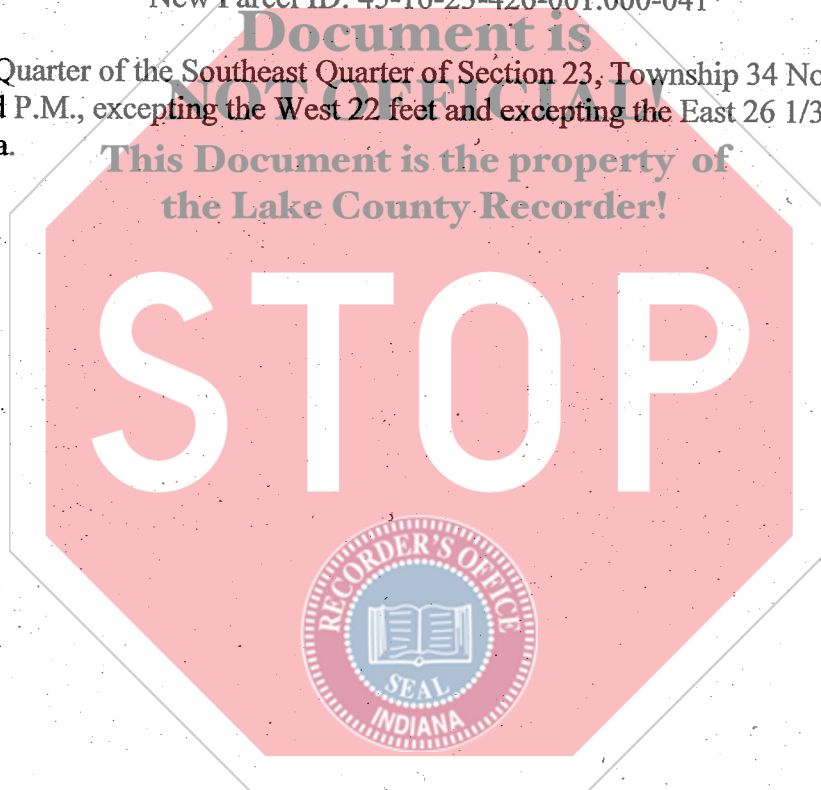 New Parcel ID: 45-16-23-426-001.000-041
Document is
Quarter of the Southeast Quarter of Section 23, Township 34 No
NOT OFFICIAL!
P.M., excepting the West 22 feet and excepting the East 26 1/3
a.
This Document is the property of
the Lake County Recorder!
STOP
RECORDER'S OFFICE
SEAL
INDIANA